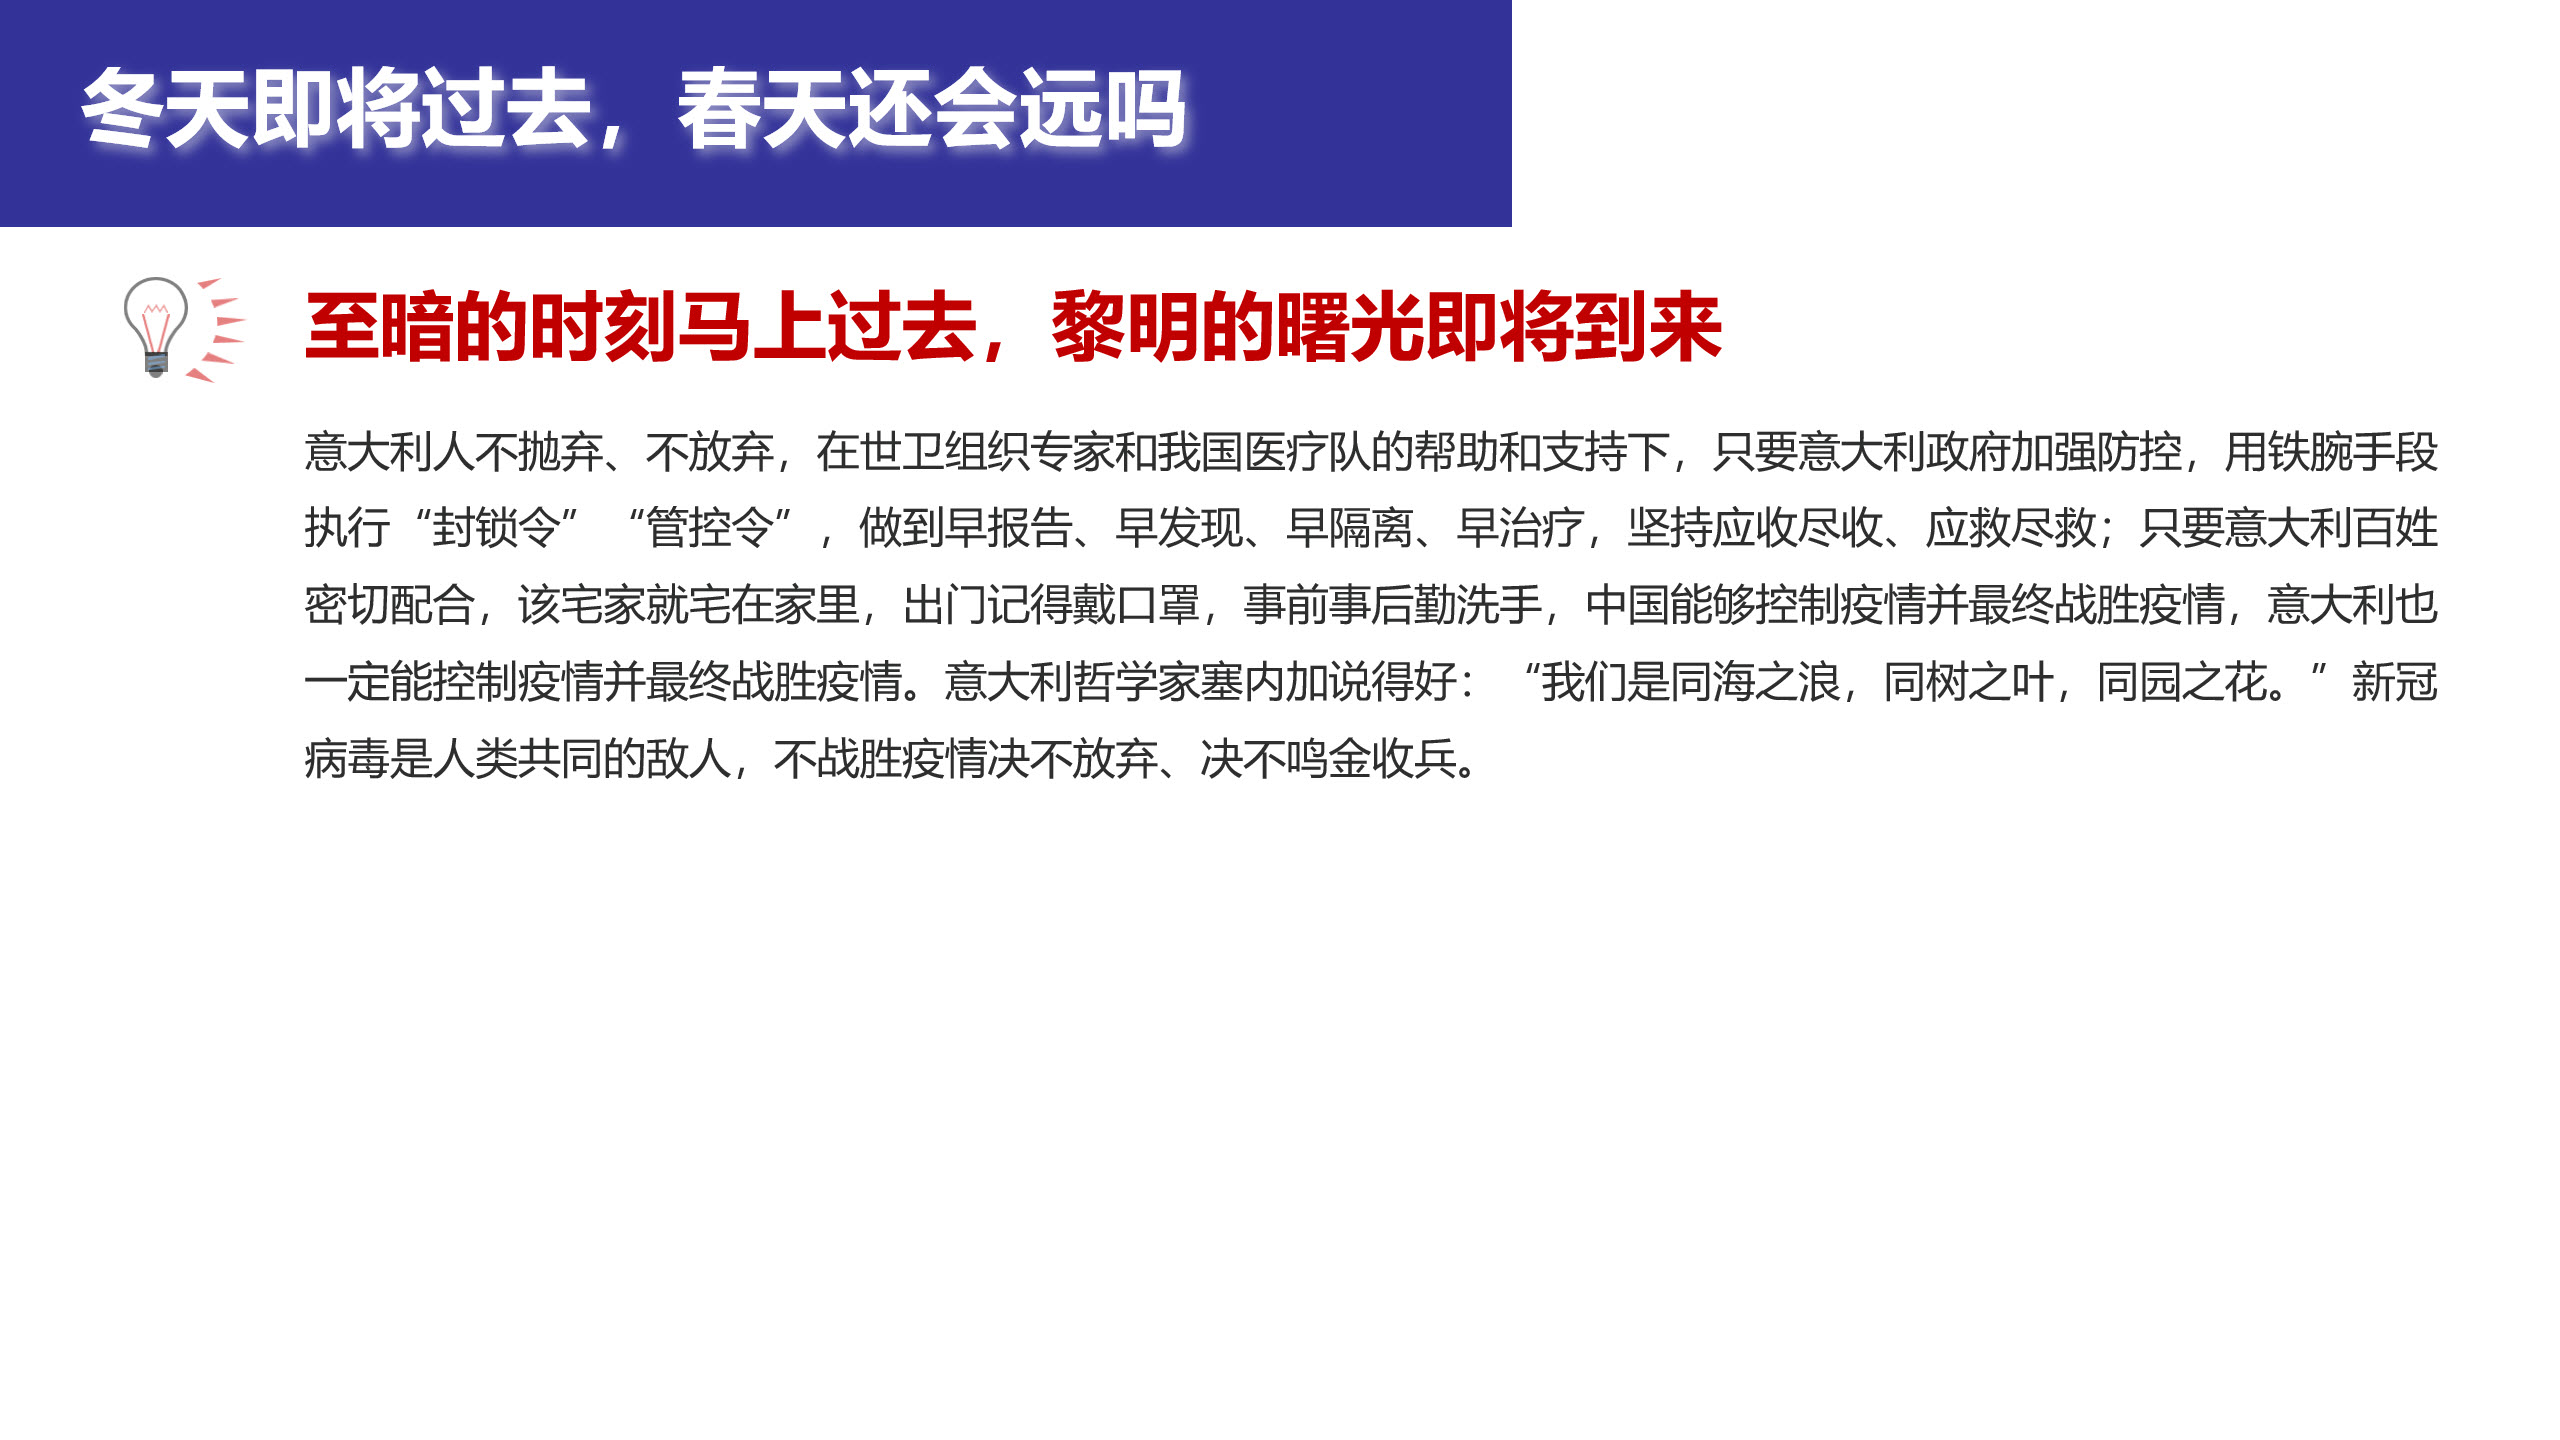 冬天即将过去，春天还会远吗
至暗的时刻马上过去，黎明的曙光即将到来
意大利人不抛弃、不放弃，在世卫组织专家和我国医疗队的帮助和支持下，只要意大利政府加强防控，用铁腕手段
执行“封锁令”“管控令”，做到早报告、早发现、早隔离、早治疗，坚持应收尽收、应救尽救；只要意大利百姓
密切配合，该宅家就宅在家里，出门记得戴口罩，事前事后勤洗手，中国能够控制疫情并最终战胜疫情，意大利也
一定能控制疫情并最终战胜疫情。意大利哲学家塞内加说得好：“我们是同海之浪，同树之叶，同园之花。”新冠
病毒是人类共同的敌人，不战胜疫情决不放弃、决不鸣金收兵。